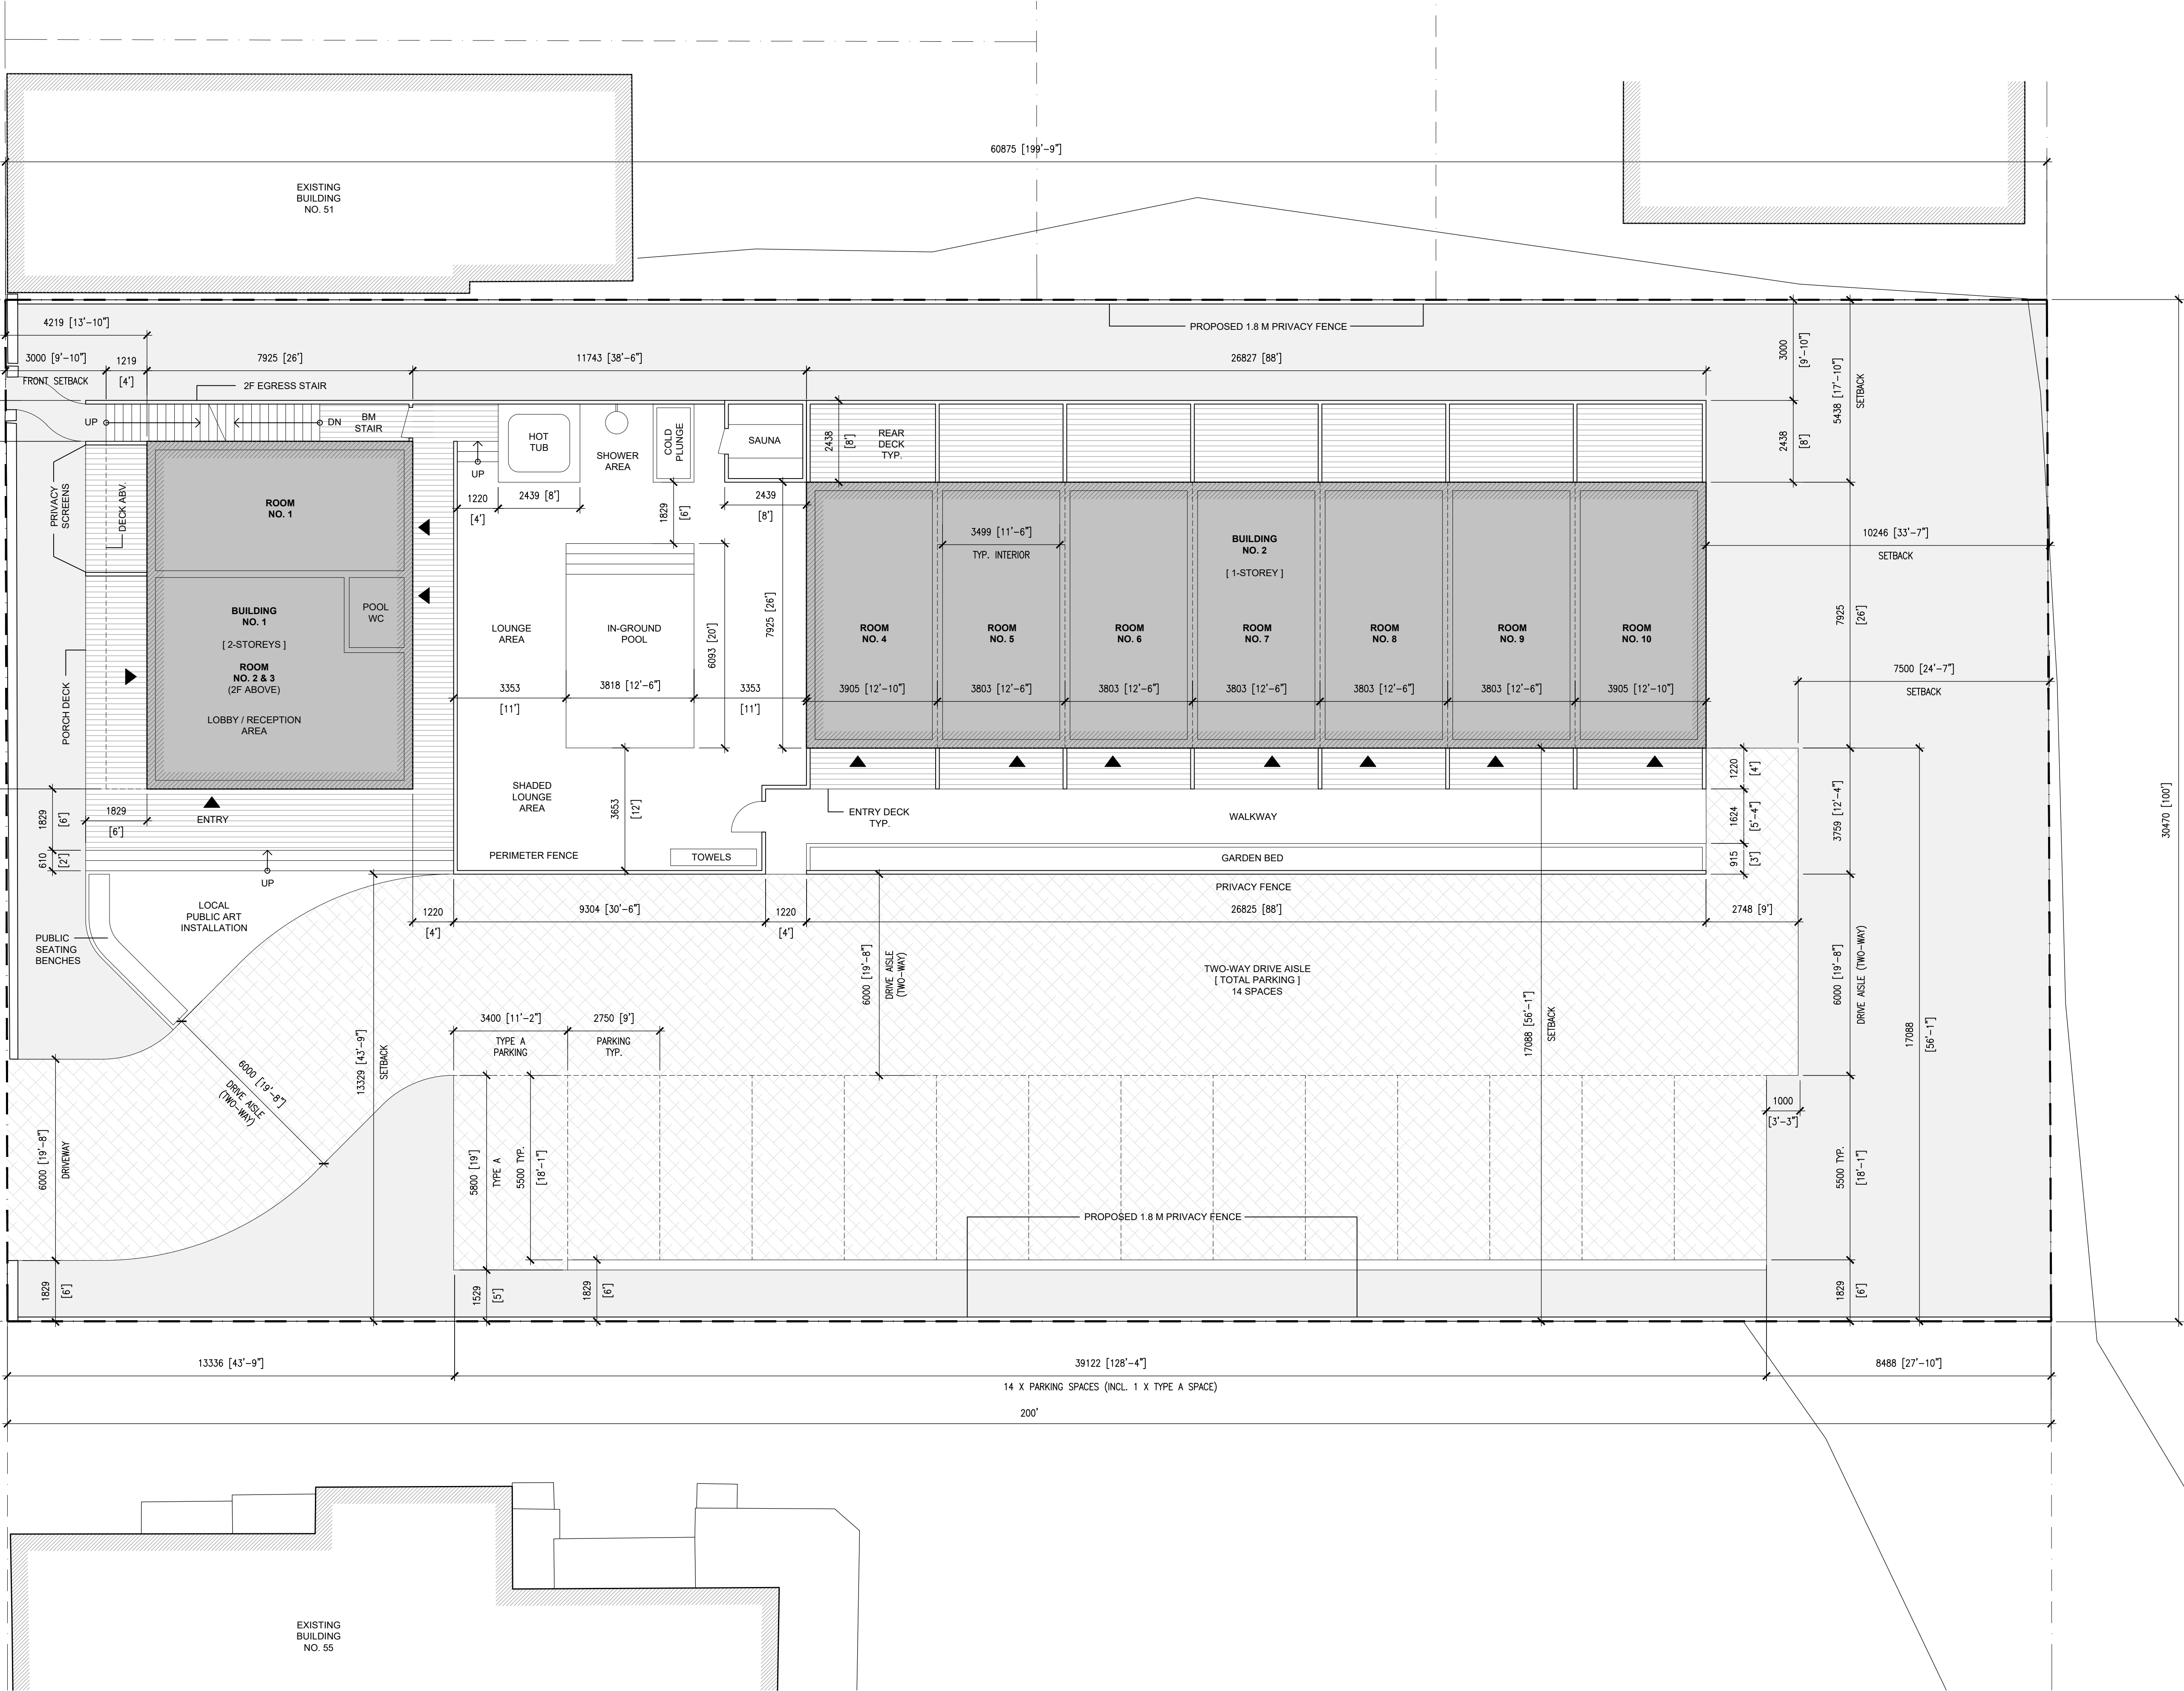 60875 [199'-9"]
EXISTING
BUILDING
NO. 51
4219 [13'-10"]
PROPOSED 1.8 M PRIVACY FENCE
3000 [9'-10"]
FRONT SETBACK
1219
[4']
7925 [26']
11743 [38'-6"]
26827 [88']
3000
[9'-10"]
5438 [17'-10"]
SETBACK
2438
[8']
2F EGRESS STAIR
UP
DN
BM
STAIR
HOT
TUB
SHOWER
AREA
COLD
PLUNGE
SAUNA
2438
[8']
REAR
DECK
TYP.
UP
PRIVACY
SCREENS
DECK ABV.
ROOM
NO. 1
1220
[4']
2439 [8']
1829
[6']
2439
[8']
3499 [11'-6"]
TYP. INTERIOR
BUILDING
NO. 2
[ 1-STOREY ]
10246 [33'-7"]
SETBACK
BUILDING
NO. 1
[ 2-STOREYS ]
ROOM
NO. 2 & 3
(2F ABOVE)
LOBBY / RECEPTION
AREA
POOL
WC
PORCH DECK
LOUNGE
AREA
IN-GROUND
POOL
6093 [20']
7925 [26']
7925
[26']
ROOM
NO. 4
ROOM
NO. 5
ROOM
NO. 6
ROOM
NO. 7
ROOM
NO. 8
ROOM
NO. 9
ROOM
NO. 10
7500 [24'-7"]
SETBACK
3353
[11']
3818 [12'-6"]
3353
[11']
3905 [12'-10"]
3803 [12'-6"]
3803 [12'-6"]
3803 [12'-6"]
3803 [12'-6"]
3803 [12'-6"]
3905 [12'-10"]
1829
[6']
1829
[6']
610
[2']
ENTRY
UP
SHADED
LOUNGE
AREA
3653
[12']
PERIMETER FENCE
TOWELS
ENTRY DECK
TYP.
WALKWAY
GARDEN BED
PRIVACY FENCE
1220
[4']
1624
[5'-4"]
915
[3']
3759 [12'-4"]
30470 [100']
LOCAL
PUBLIC ART
INSTALLATION
PUBLIC
SEATING
BENCHES
1220
[4']
9304 [30'-6"]
1220
[4']
26825 [88']
2748 [9']
6000 [19'-8"]
DRIVE AISLE
(TWO-WAY)
TWO-WAY DRIVE AISLE
[ TOTAL PARKING ]
14 SPACES
17088 [56'-1"]
SETBACK
6000 [19'-8"]
DRIVE AISLE (TWO-WAY)
17088
[56'-1"]
3400 [11'-2"]
TYPE A
PARKING
2750 [9']
PARKING
TYP.
13329 [43'-9"]
SETBACK
6000 [19'-8"]
DRIVE AISLE
(TWO-WAY)
1000
[3'-3"]
6000 [19'-8"]
DRIVEWAY
5800 [19']
TYPE A
5500 TYP.
[18'-1"]
5500 TYP.
[18'-1"]
PROPOSED 1.8 M PRIVACY FENCE
1829
[6']
1529
[5']
1829
[6']
1829
[6']
13336 [43'-9"]
39122 [128'-4"]
14 X PARKING SPACES (INCL. 1 X TYPE A SPACE)
8488 [27'-10"]
200'
EXISTING
BUILDING
NO. 55